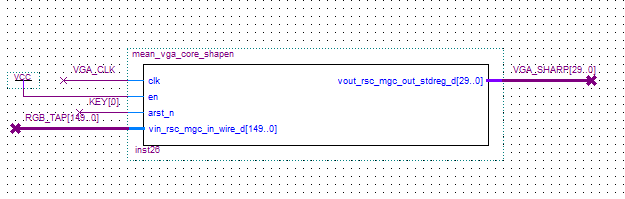 mean_vga_core_shapen
VGA_CLK
VCC
clk
vout_rsc_mgc_out_stdreg_d[29..0]
VGA_SHARP[29..0]
en
KEY[0]
arst_n
RGB_TAP[149..0]
vin_rsc_mgc_in_wire_d[149..0]
inst26